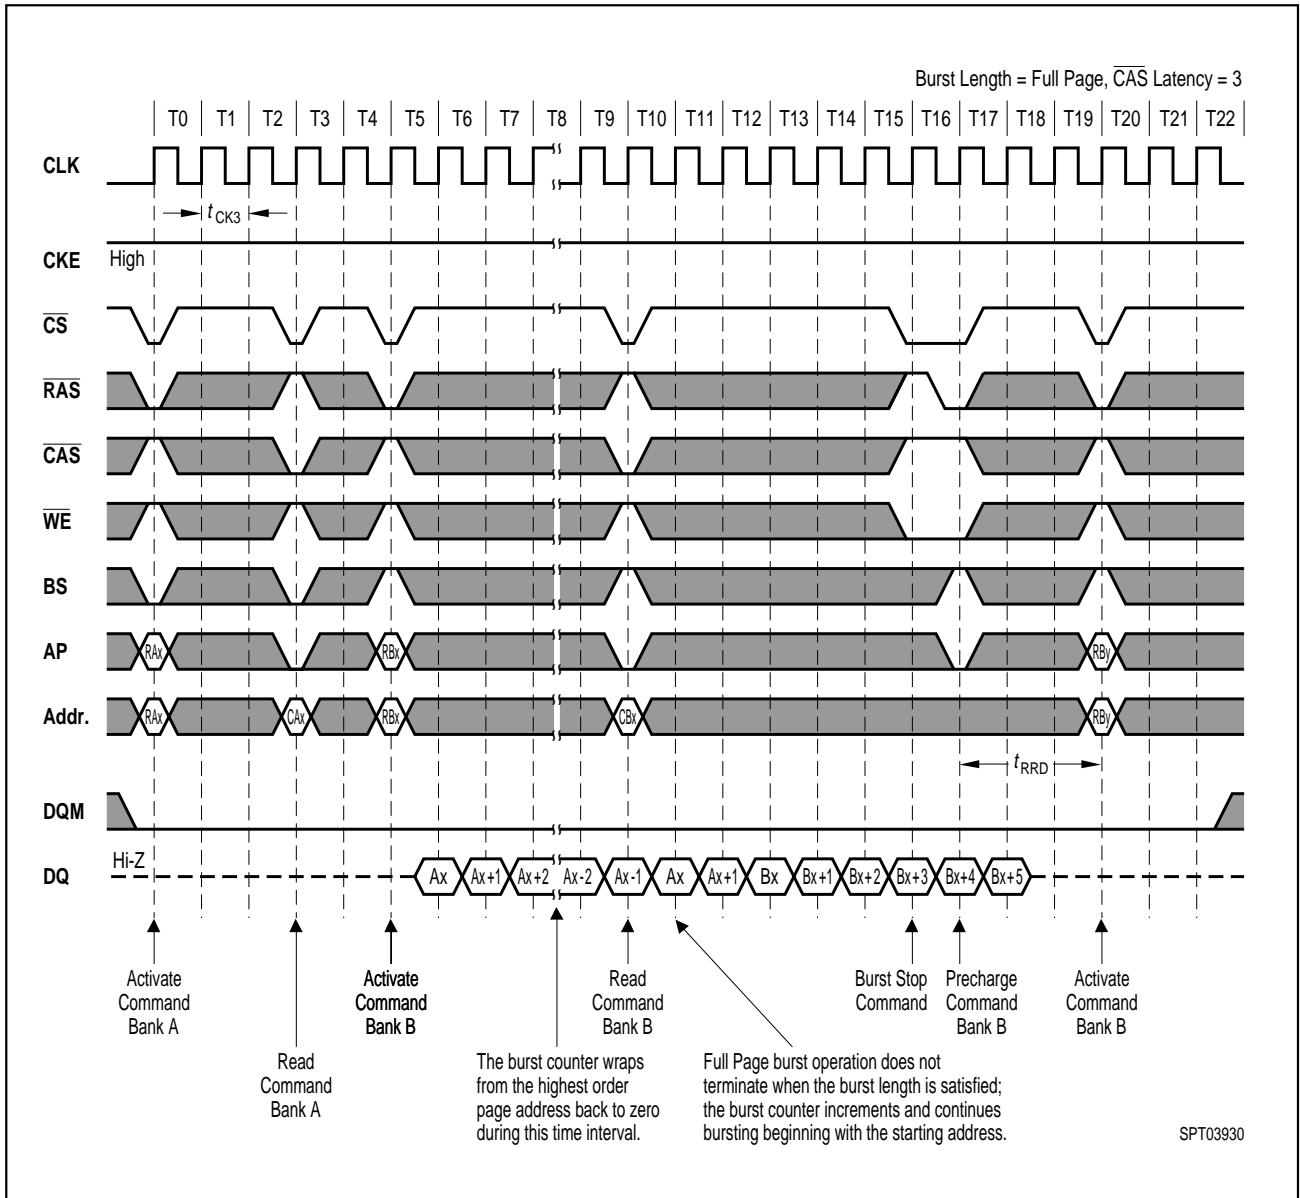 Burst Length = Full Page, CAS Latency = 3
T0 T1 T2 T3 T4 T5 T6 T7 T8 T9 T10 T11 T12 T13 T14 T15 T16 T17 T18 T19 T20 T21 T22
CLK
t CK3
CKE High
CS
RAS
CAS
WE
BS
AP RAx RBx RBy
Addr. RAx CAx RBx CBx RBy
t RRD
DQM
Hi-Z
DQ Ax Ax+1 Ax+2 Ax-2 Ax-1 Ax Ax+1 Bx Bx+1 Bx+2 Bx+3 Bx+4 Bx+5
Activate
Command
Bank A
Read
Command
Bank A
Activate
Command
Bank B
The burst counter wraps
from the highest order
page address back to zero
during this time interval.
Read
Command
Bank B
Full Page burst operation does not
terminate when the burst length is satisfied;
the burst counter increments and continues
bursting beginning with the starting address.
Burst Stop
Command
Precharge
Command
Bank B
Activate
Command
Bank B
SPT03930